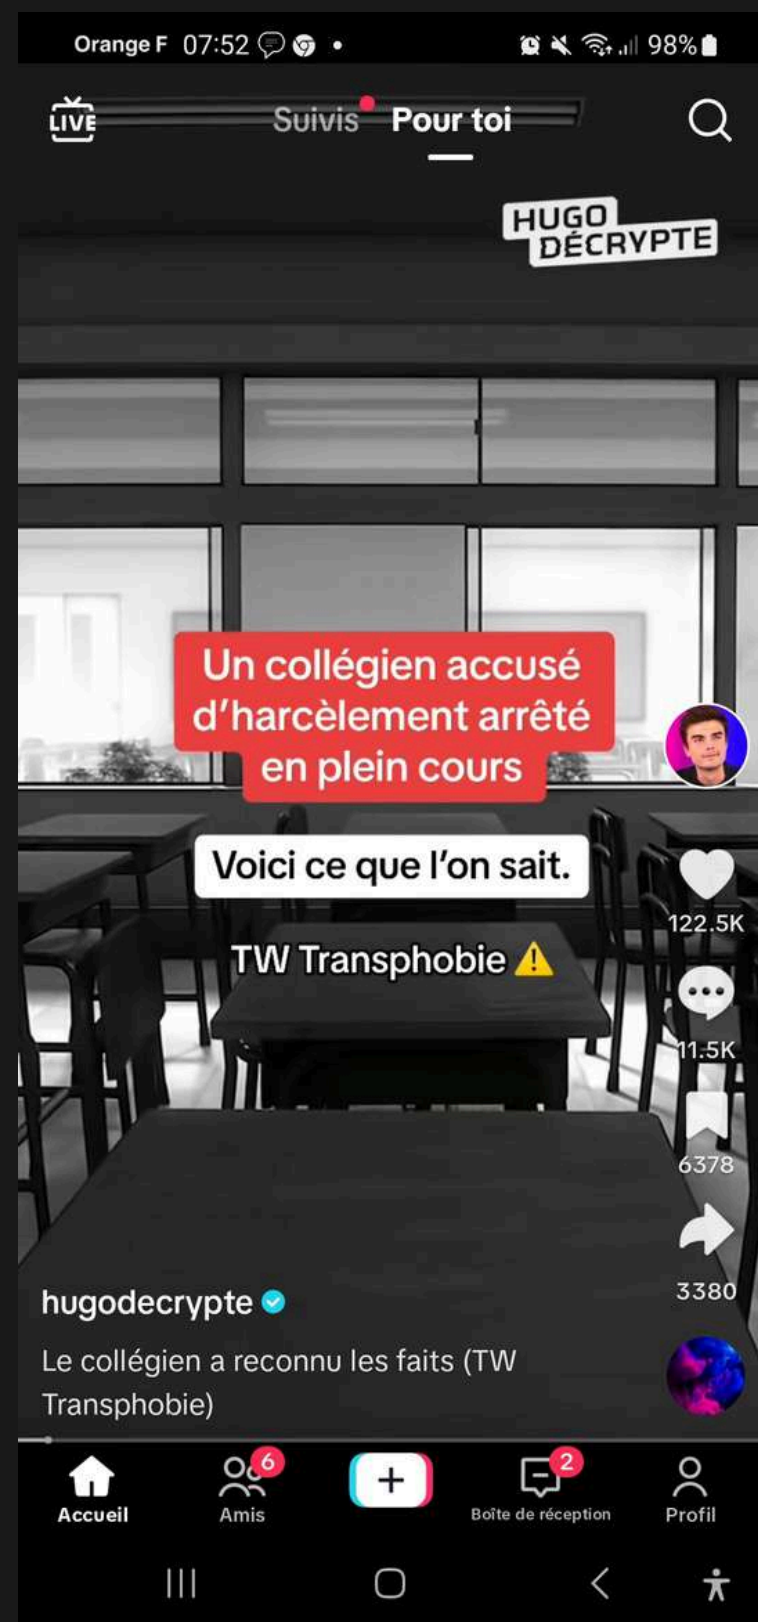 Orange F 07:52 98%
LIVE Suivis Pour toi
HUGO
DÉCRYPTE
Un collégien accusé
d'harcèlement arrêté
en plein cours
Voici ce que l'on sait.
TW Transphobie ⚠️
122.5K
11.5K
6378
3380
hugodecrypte
Le collégien a reconnu les faits (TW
Transphobie)
6 2
Accueil Amis + Boîte de réception Profil